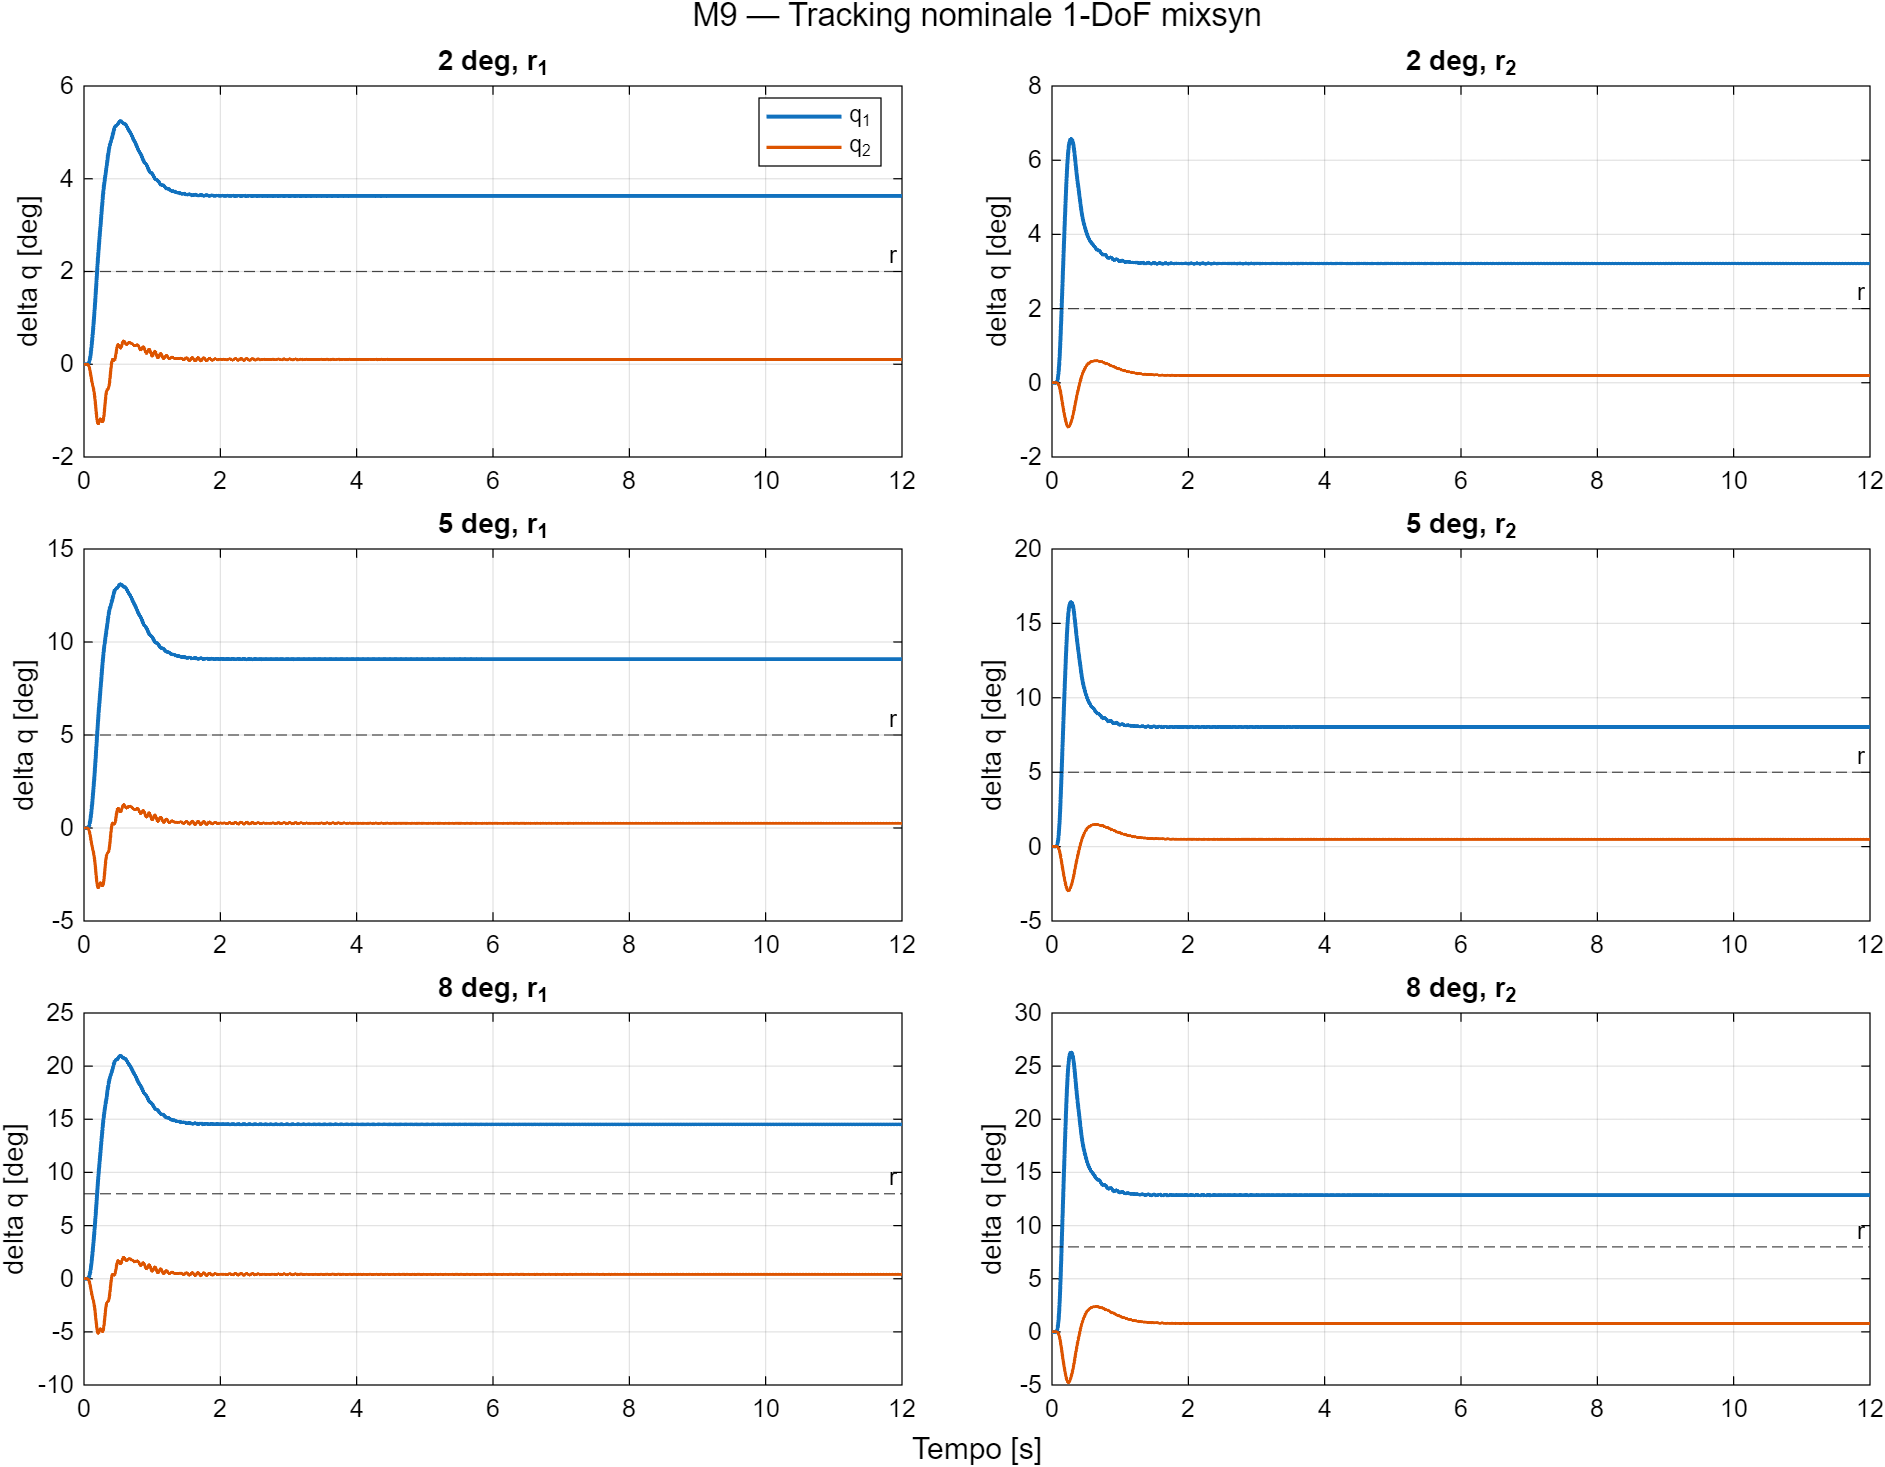 M9 — Tracking nominale 1-DoF mixsyn
2 deg, r1
6
4
2
0
-2
delta q [deg]
q1
q2
r
0 2 4 6 8 10 12
2 deg, r2
8
6
4
2
0
-2
delta q [deg]
r
0 2 4 6 8 10 12
5 deg, r1
15
10
5
0
-5
delta q [deg]
r
0 2 4 6 8 10 12
5 deg, r2
20
15
10
5
0
-5
delta q [deg]
r
0 2 4 6 8 10 12
8 deg, r1
25
20
15
10
5
0
-5
-10
delta q [deg]
r
0 2 4 6 8 10 12
8 deg, r2
30
25
20
15
10
5
0
-5
delta q [deg]
r
0 2 4 6 8 10 12
Tempo [s]